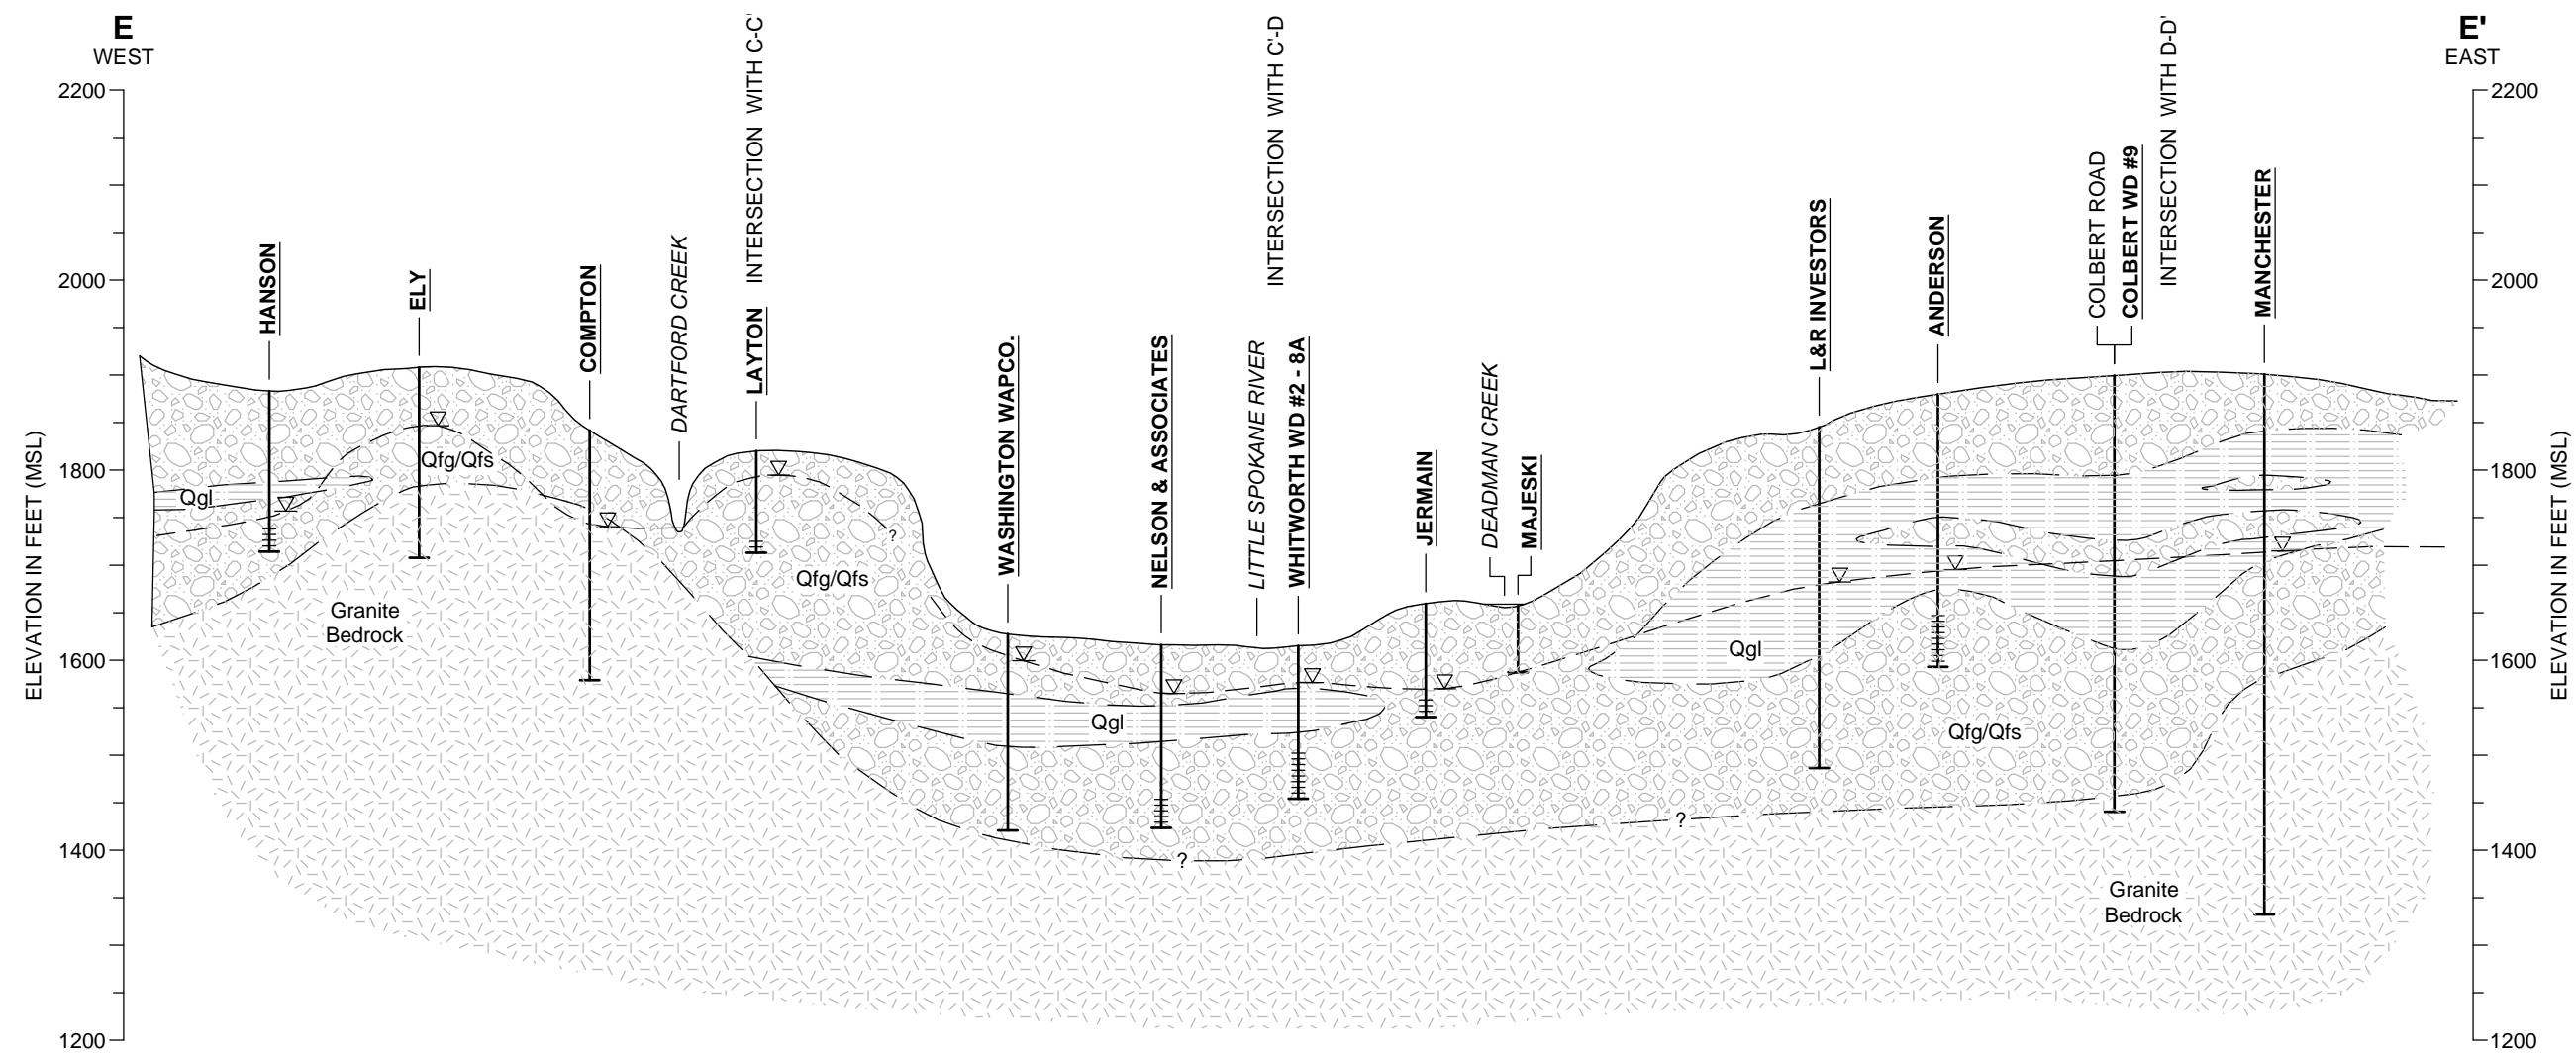 E
WEST
E'
EAST
INTERSECTION WITH C-C'
INTERSECTION WITH C'-D
INTERSECTION WITH D-D'
2200
2000
1800
1600
1400
1200
ELEVATION IN FEET (MSL)
HANSON
ELY
COMPTON
DARTFORD CREEK
LAYTON
WASHINGTON WAPCO.
NELSON & ASSOCIATES
LITTLE SPOKANE RIVER
WHITWORTH WD #2 - 8A
JERMAN
DEADMAN CREEK
MAJESKI
L&R INVESTORS
ANDERSON
COLBERT ROAD
COLBERT WD #9
MANCHESTER
Qfg/Qfs
Qgl
?
Qfg/Qfs
Granite
Bedrock
Qgl
Qgl
Qfg/Qfs
?
?
Granite
Bedrock
2200
2000
1800
1600
1400
1200
ELEVATION IN FEET (MSL)